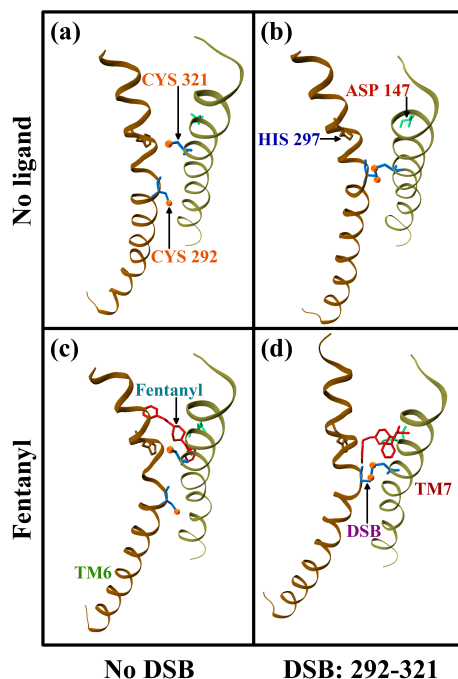 (a)
CYS 321
CYS 292
(b)
ASP 147
HIS 297
No ligand
(c)
Fentanyl
TM6
(d)
TM7
DSB
Fentanyl
No DSB
DSB: 292-321